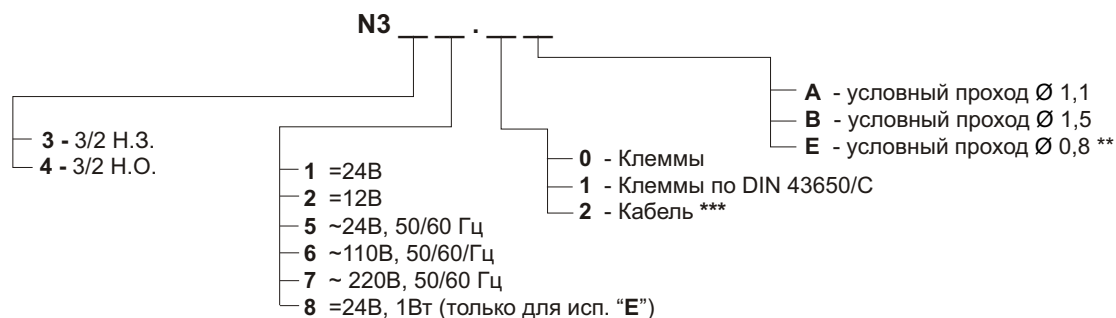 N3 __ __ . __ __
A - условный проход Ø 1,1
B - условный проход Ø 1,5
E - условный проход Ø 0,8 **
3 - 3/2 Н.З.
4 - 3/2 Н.О.
0 - Клеммы
1 - Клеммы по DIN 43650/C
2 - Кабель ***
1 =24В
2 =12В
5 ~24В, 50/60 Гц
6 ~110В, 50/60/Гц
7 ~ 220В, 50/60 Гц
8 =24В, 1Вт (только для исп. “E”)